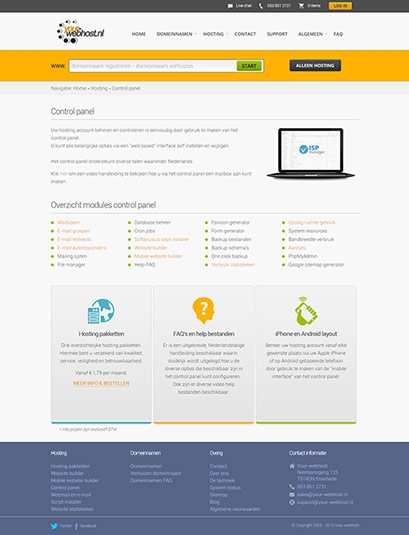 Live chat 053 851 2731 0 items LOG IN
your
webhost.nl
HOME DOMEINNAMEN HOSTING CONTACT SUPPORT ALGEMEEN FAQ
WWW. domeinnaam registreren - domeinnaam verhuizen START ALLEEN HOSTING
Navigatie: Home » Hosting » Control panel
Control panel
Uw hosting account beheren en controleren is eenvoudig door gebruik te maken van het
control panel.
U kunt alle belangrijke opties via een "web based" interface zelf instellen en wijzigen.
Het control panel ondersteunt diverse talen waaronder Nederlands.
Klik hier om een video handleiding te bekijken hoe u via het control panel een mailbox aan kunt
maken.
ISP
manager
Overzicht modules control panel
Mailboxen
E-mail groepen
E-mail redirects
E-mail autoresponders
Mailing lijsten
File manager
Database beheer
Cron jobs
Softaculous script installer
Website builder
Mobile website builder
Help-FAQ
Favicon generator
Form generator
Backup bestanden
Backup schema's
One click backup
Verbruik statistieken
Opslag ruimte gebruik
System resources
Bandbreedte verbruik
Awstats
PhpMyAdmin
Google sitemap generator
Hosting pakketten
Drie overzichtelijke hosting pakketten.
Hiermee bent u verzekerd van kwaliteit,
service, veiligheid en betrouwbaarheid.
Vanaf € 1,79 per maand.
MEER INFO & BESTELLEN
FAQ's en help bestanden
Er is een uitgebreide, Nederlandstalige
handleiding beschikbaar waarin
duidelijk wordt uitgelegd hoe u de
diverse opties die beschikbaar zijn in
het control panel kunt configureren.
Ook zijn er diverse video help
bestanden beschikbaar
iPhone en Android layout
Beheer uw hosting account vanaf elke
gewenste plaats via uw Apple iPhone
of op Android gebaseerde telefoon
door gebruik te maken van de "mobile
interface" van het control panel.
» Alle prijzen zijn exclusief BTW
Hosting
Hosting pakketten
Website builder
Mobile website builder
Control panel
Webmail en e-mail
Script installer
Website statistieken
Domeinnamen
Domeinnamen
Verhuizen domeinnaam
Domeinnamen FAQ
Overig
Contact
Over ons
De techniek
System status
Sitemap
Blog
Algemene voorwaarden
Contact informatie
Your-webhost
7514DN Enschede
053 851 2731
sales@your-webhost.nl
support@your-webhost.nl
Twitter Facebook